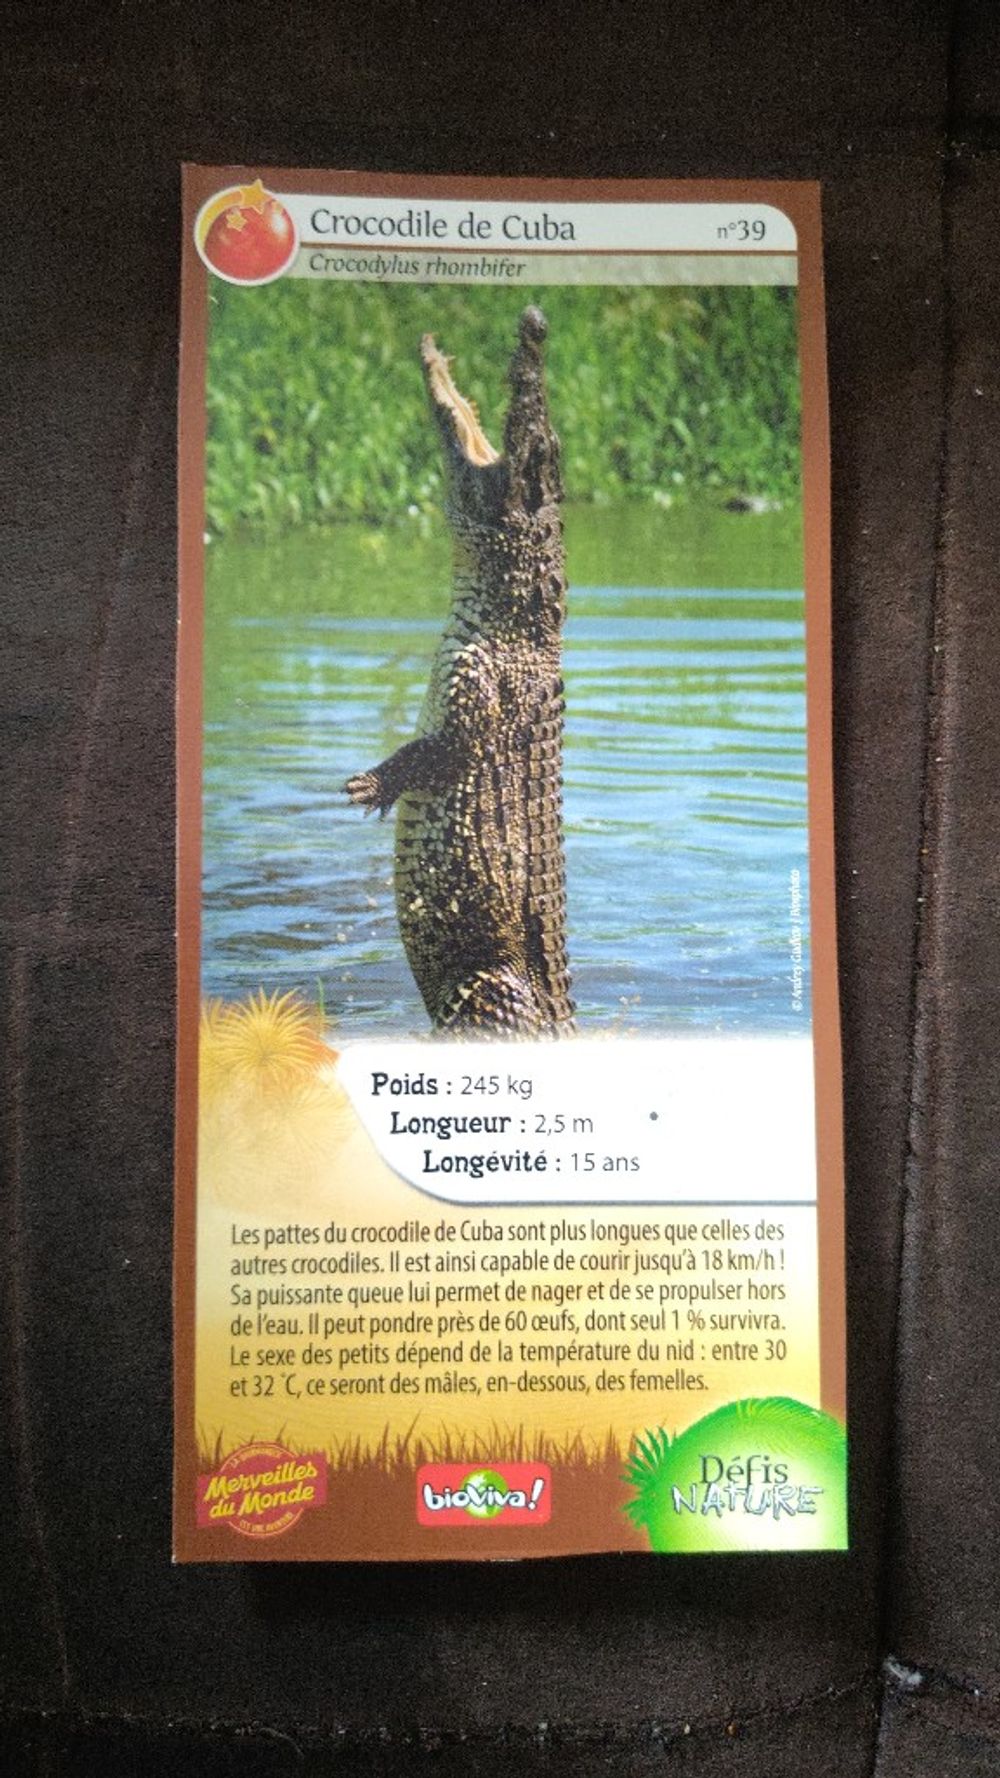 Crocodile de Cuba
n°39
Crocodylus rhombifer
Poids : 245 kg
Longueur : 2,5 m
Longévité : 15 ans
Les pattes du crocodile de Cuba sont plus longues que celles des
autres crocodiles. Il est ainsi capable de courir jusqu'à 18 km/h !
Sa puissante queue lui permet de nager et de se propulser hors
de l'eau. Il peut pondre près de 60 œufs, dont seul 1 % survivra.
Le sexe des petits dépend de la température du nid : entre 30
et 32 °C, ce seront des mâles, en-dessous, des femelles.
Merveilles
du Monde
bioviva!
Défis
NATURE